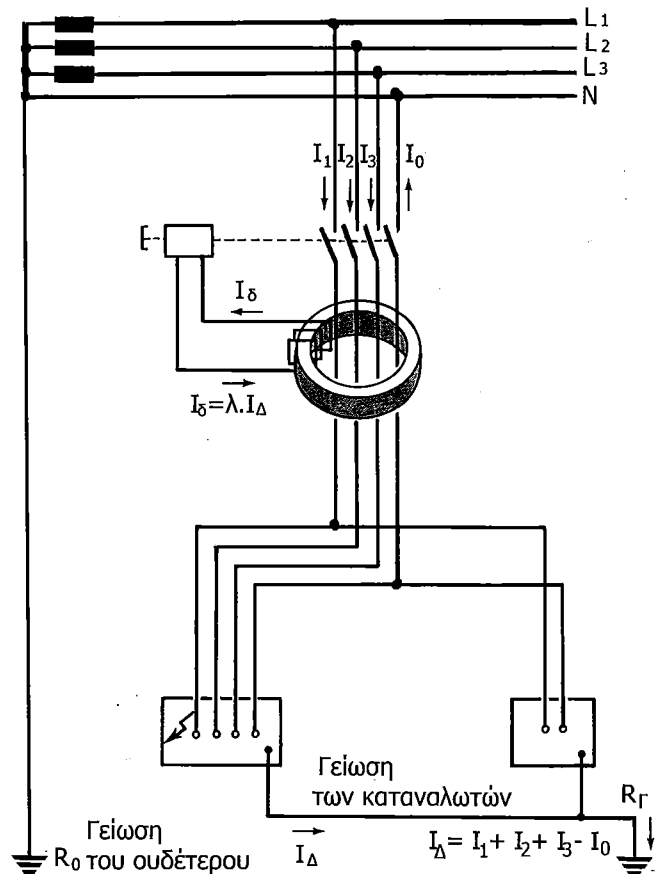 L1
L2
L3
N
I1 I2 I3 I0
Iδ
Iδ=λ.IΔ
Γείωση
των καταναλωτών
RΓ
Γείωση
R0 του ουδέτερου
IΔ
IΔ= I1+ I2+ I3- I0